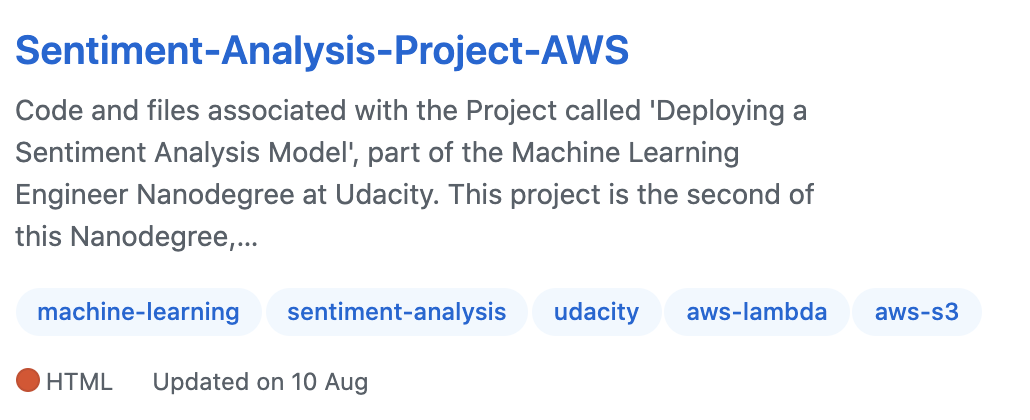 Sentiment-Analysis-Project-AWS
Code and files associated with the Project called 'Deploying a
Sentiment Analysis Model', part of the Machine Learning
Engineer Nanodegree at Udacity. This project is the second of
this Nanodegree,...
machine-learning sentiment-analysis udacity aws-lambda aws-s3
HTML Updated on 10 Aug